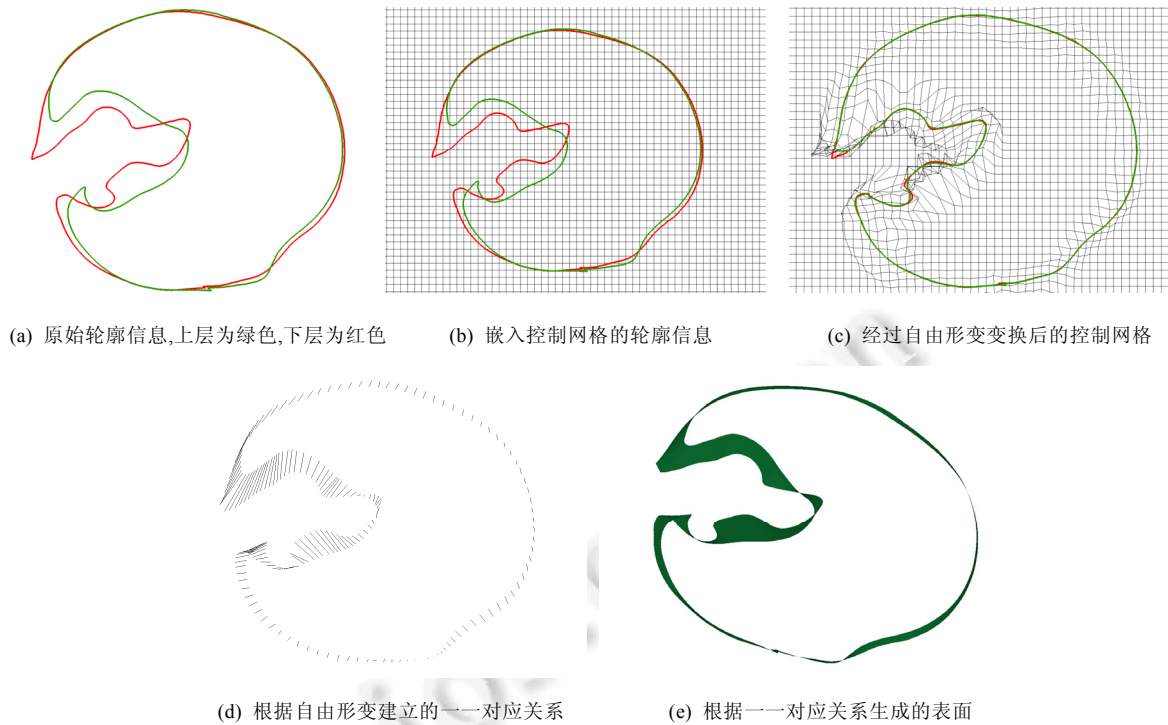 (a) 原始轮廓信息,上层为绿色,下层为红色
(b) 嵌入控制网格的轮廓信息
(c) 经过自由形变变换后的控制网格
(d) 根据自由形变建立的一一对应关系
(e) 根据一一对应关系生成的表面